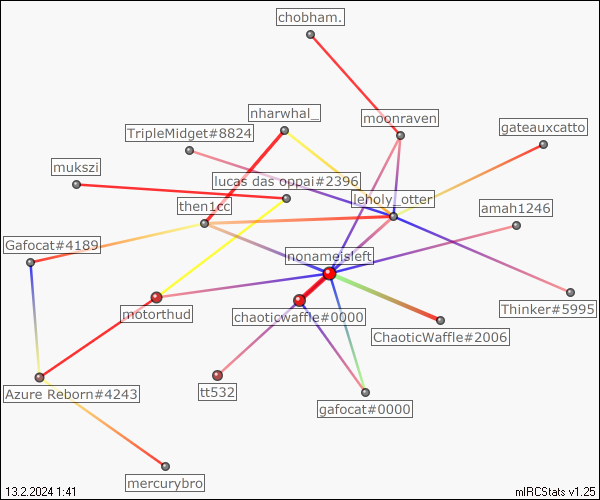 chobham.
nharwhal_
moonraven
TripleMidget#8824
gateauxcatto
mukszi
lucas das oppai#2396
then1cc
leholy_otter
amah1246
Gafocat#4189
nonameisleft
motorthud
chaoticwaffle#0000
Thinker#5995
ChaoticWaffle#2006
Azure Reborn#4243
tt532
gafocat#0000
mercurybro
13.2.2024 1:41
mIRCStats v1.25